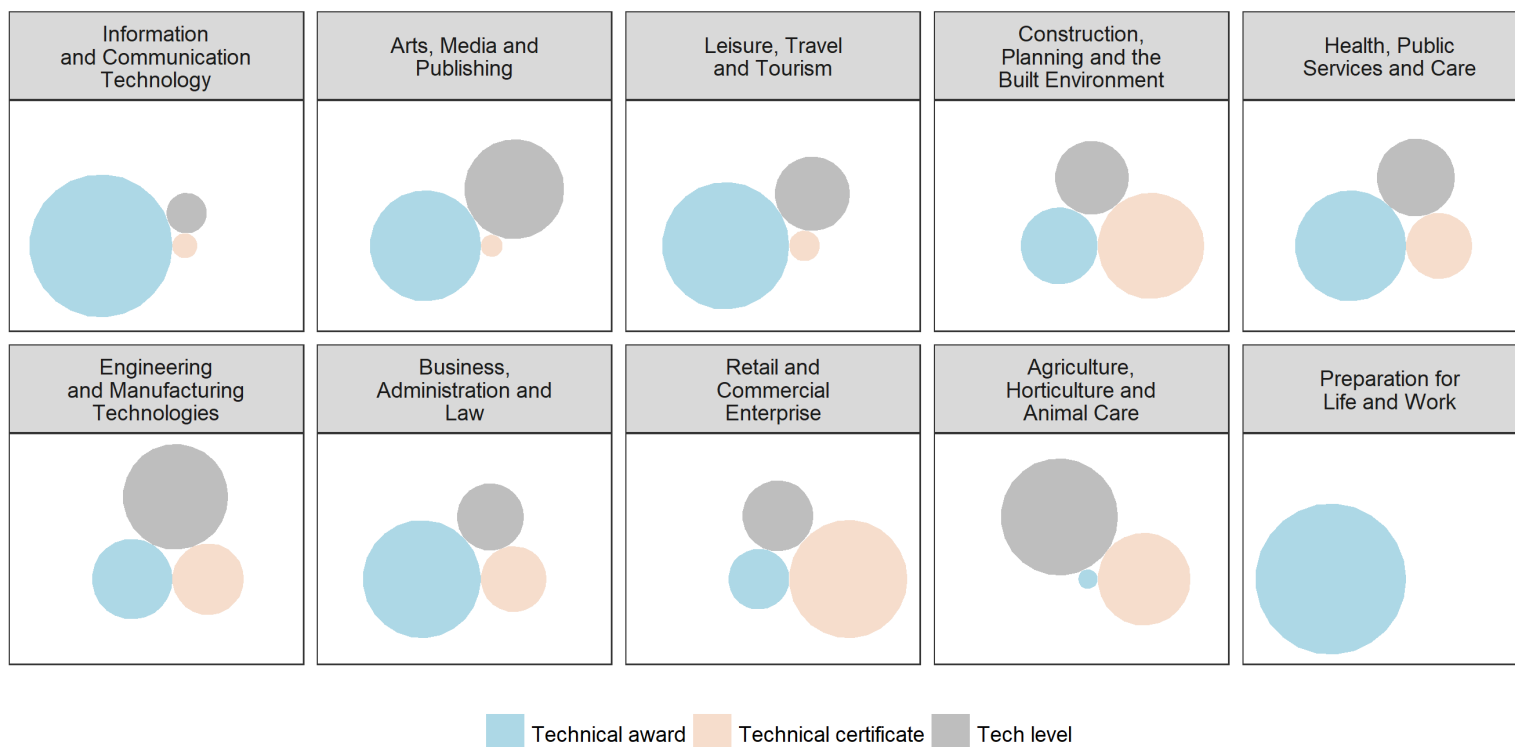 Information
and Communication
Technology
Arts, Media and
Publishing
Leisure, Travel
and Tourism
Construction,
Planning and the
Built Environment
Health, Public
Services and Care
Engineering
and Manufacturing
Technologies
Business,
Administration and
Law
Retail and
Commercial
Enterprise
Agriculture,
Horticulture and
Animal Care
Preparation for
Life and Work
Technical award
Technical certificate
Tech level